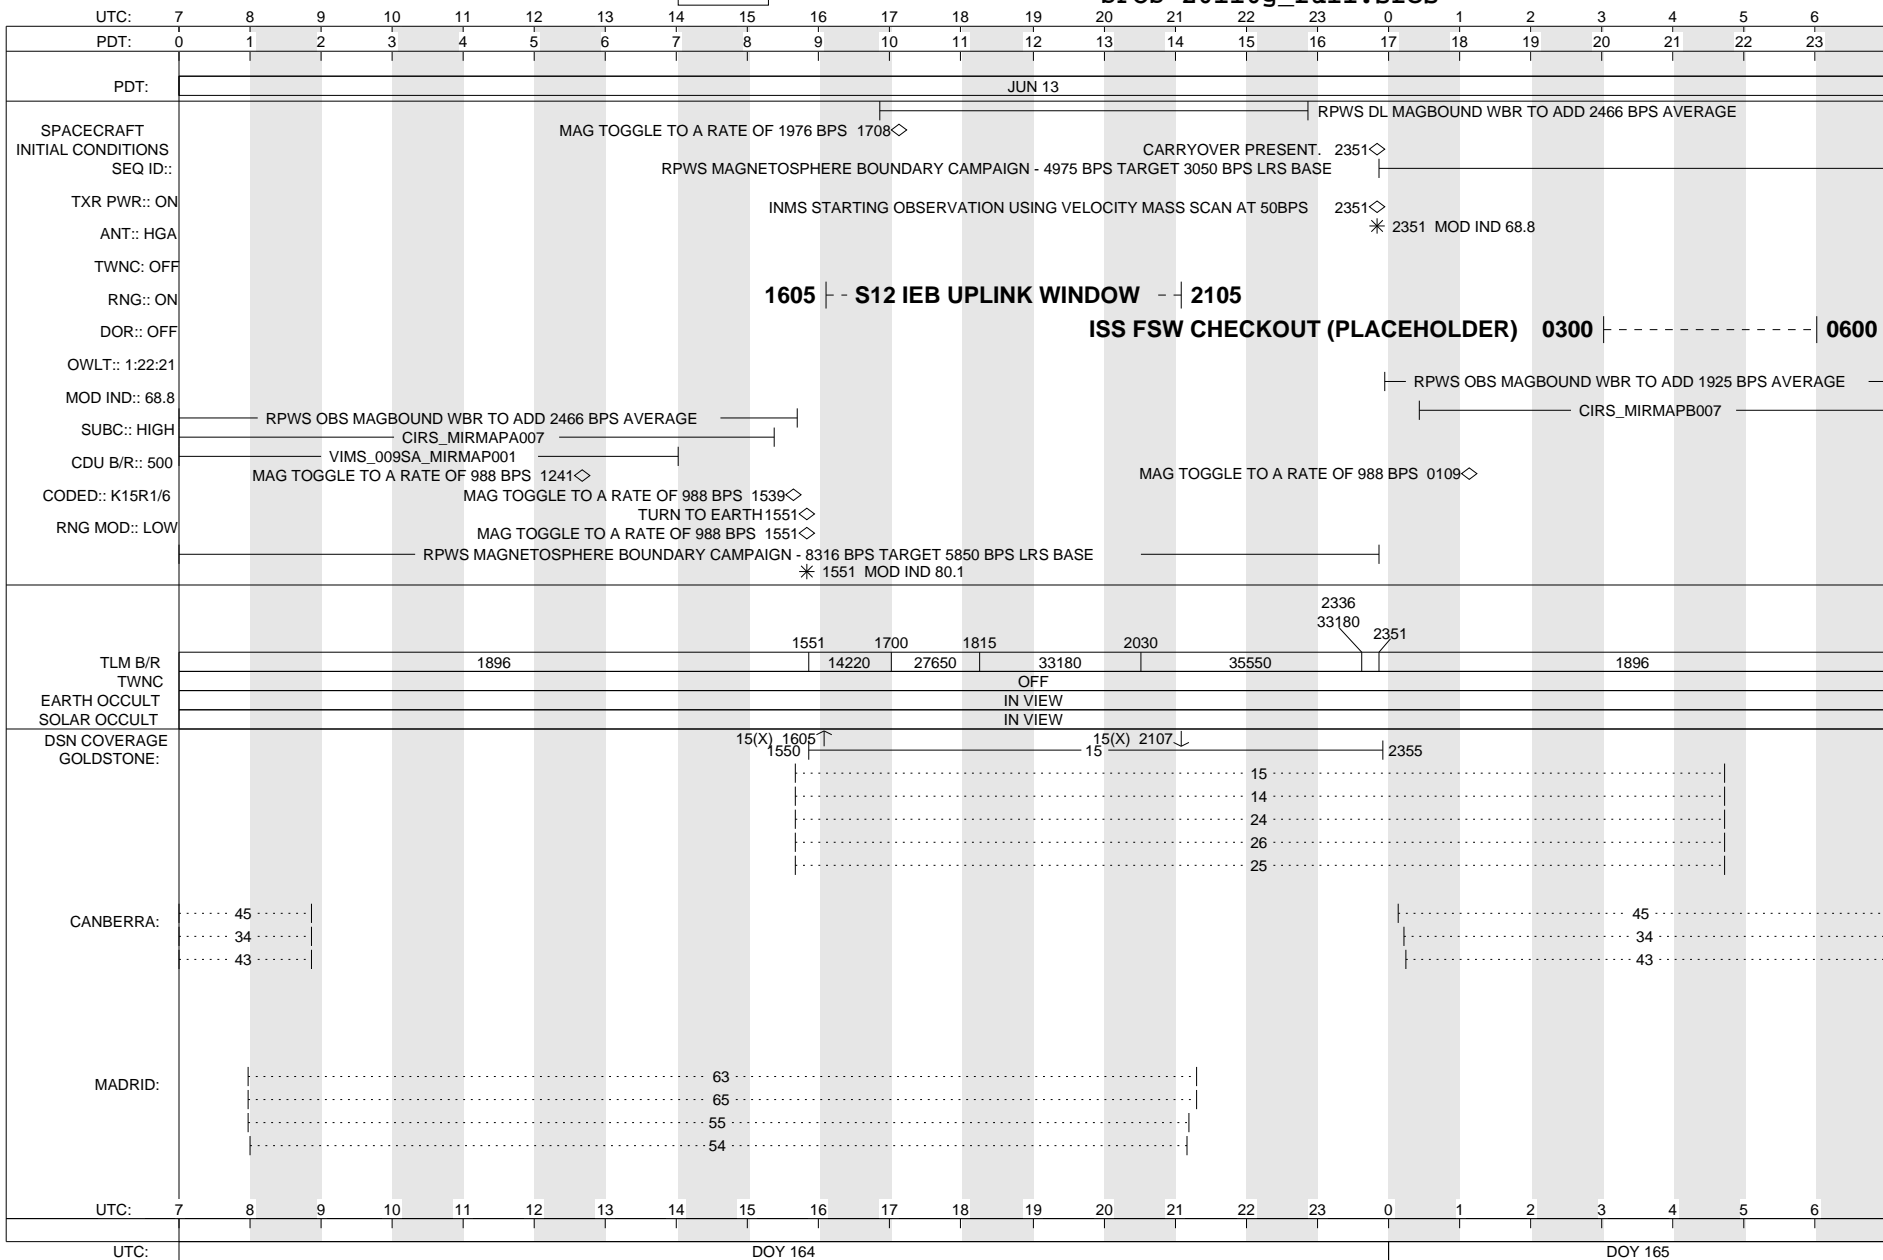 UTC: 7 8 9 10 11 12 13 14 15 16 17 18 19 20 21 22 23 0 1 2 3 4 5 6
PDT: 0 1 2 3 4 5 6 7 8 9 10 11 12 13 14 15 16 17 18 19 20 21 22 23
PDT: JUN 13
RPWS DL MAGBOUND WBR TO ADD 2466 BPS AVERAGE
SPACECRAFT MAG TOGGLE TO A RATE OF 1976 BPS 1708
INITIAL CONDITIONS CARRYOVER PRESENT. 2351
SEQ ID:: RPWS MAGNETOSPHERE BOUNDARY CAMPAIGN - 4975 BPS TARGET 3050 BPS LRS BASE
TXR PWR:: ON INMS STARTING OBSERVATION USING VELOCITY MASS SCAN AT 50BPS 2351
ANT:: HGA 2351 MOD IND 68.8
TWNC: OFF
RNG:: ON 1605 S12 IEB UPLINK WINDOW 2105
DOR:: OFF ISS FSW CHECKOUT (PLACEHOLDER) 0300 0600
OWLT:: 1:22:21
RPWS OBS MAGBOUND WBR TO ADD 1925 BPS AVERAGE
MOD IND:: 68.8
CIRS_MIRMAPB007
RPWS OBS MAGBOUND WBR TO ADD 2466 BPS AVERAGE
SUBC:: HIGH CIRS_MIRMAPA007
VIMS_009SA_MIRMAP001
CDU B/R:: 500
MAG TOGGLE TO A RATE OF 988 BPS 1241 MAG TOGGLE TO A RATE OF 988 BPS 0109
CODED:: K15R1/6 MAG TOGGLE TO A RATE OF 988 BPS 1539
TURN TO EARTH 1551
RNG MOD:: LOW MAG TOGGLE TO A RATE OF 988 BPS 1551
RPWS MAGNETOSPHERE BOUNDARY CAMPAIGN - 8316 BPS TARGET 5850 BPS LRS BASE
1551 MOD IND 80.1
2336
33180
1551 1700 1815 2030 2351
TLM B/R 1896 14220 27650 33180 35550 1896
TWNC OFF
EARTH OCCULT IN VIEW
SOLAR OCCULT IN VIEW
DSN COVERAGE 15(X) 1605 15(X) 2107
GOLDSTONE: 1550 15 2355
15
14
24
26
25
CANBERRA: 45 45
34 34
43 43
MADRID: 63
65
55
54
UTC: 7 8 9 10 11 12 13 14 15 16 17 18 19 20 21 22 23 0 1 2 3 4 5 6
UTC: DOY 164 DOY 165